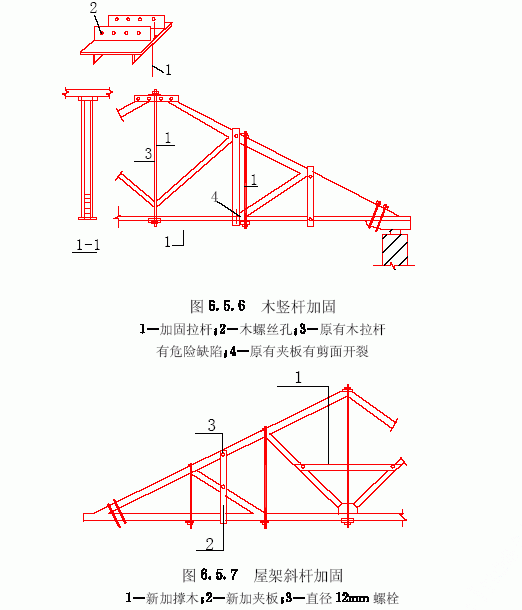 2
1
1
3
1
4
1-1
1
图 6.5.6 木竖杆加固
1—加固拉杆;2—木螺丝孔;3—原有木拉杆
有危险缺陷;4—原有夹板有剪面开裂
1
3
2
图 6.5.7 屋架斜杆加固
1—新加撑木;2—新加夹板;3—直径12mm 螺栓